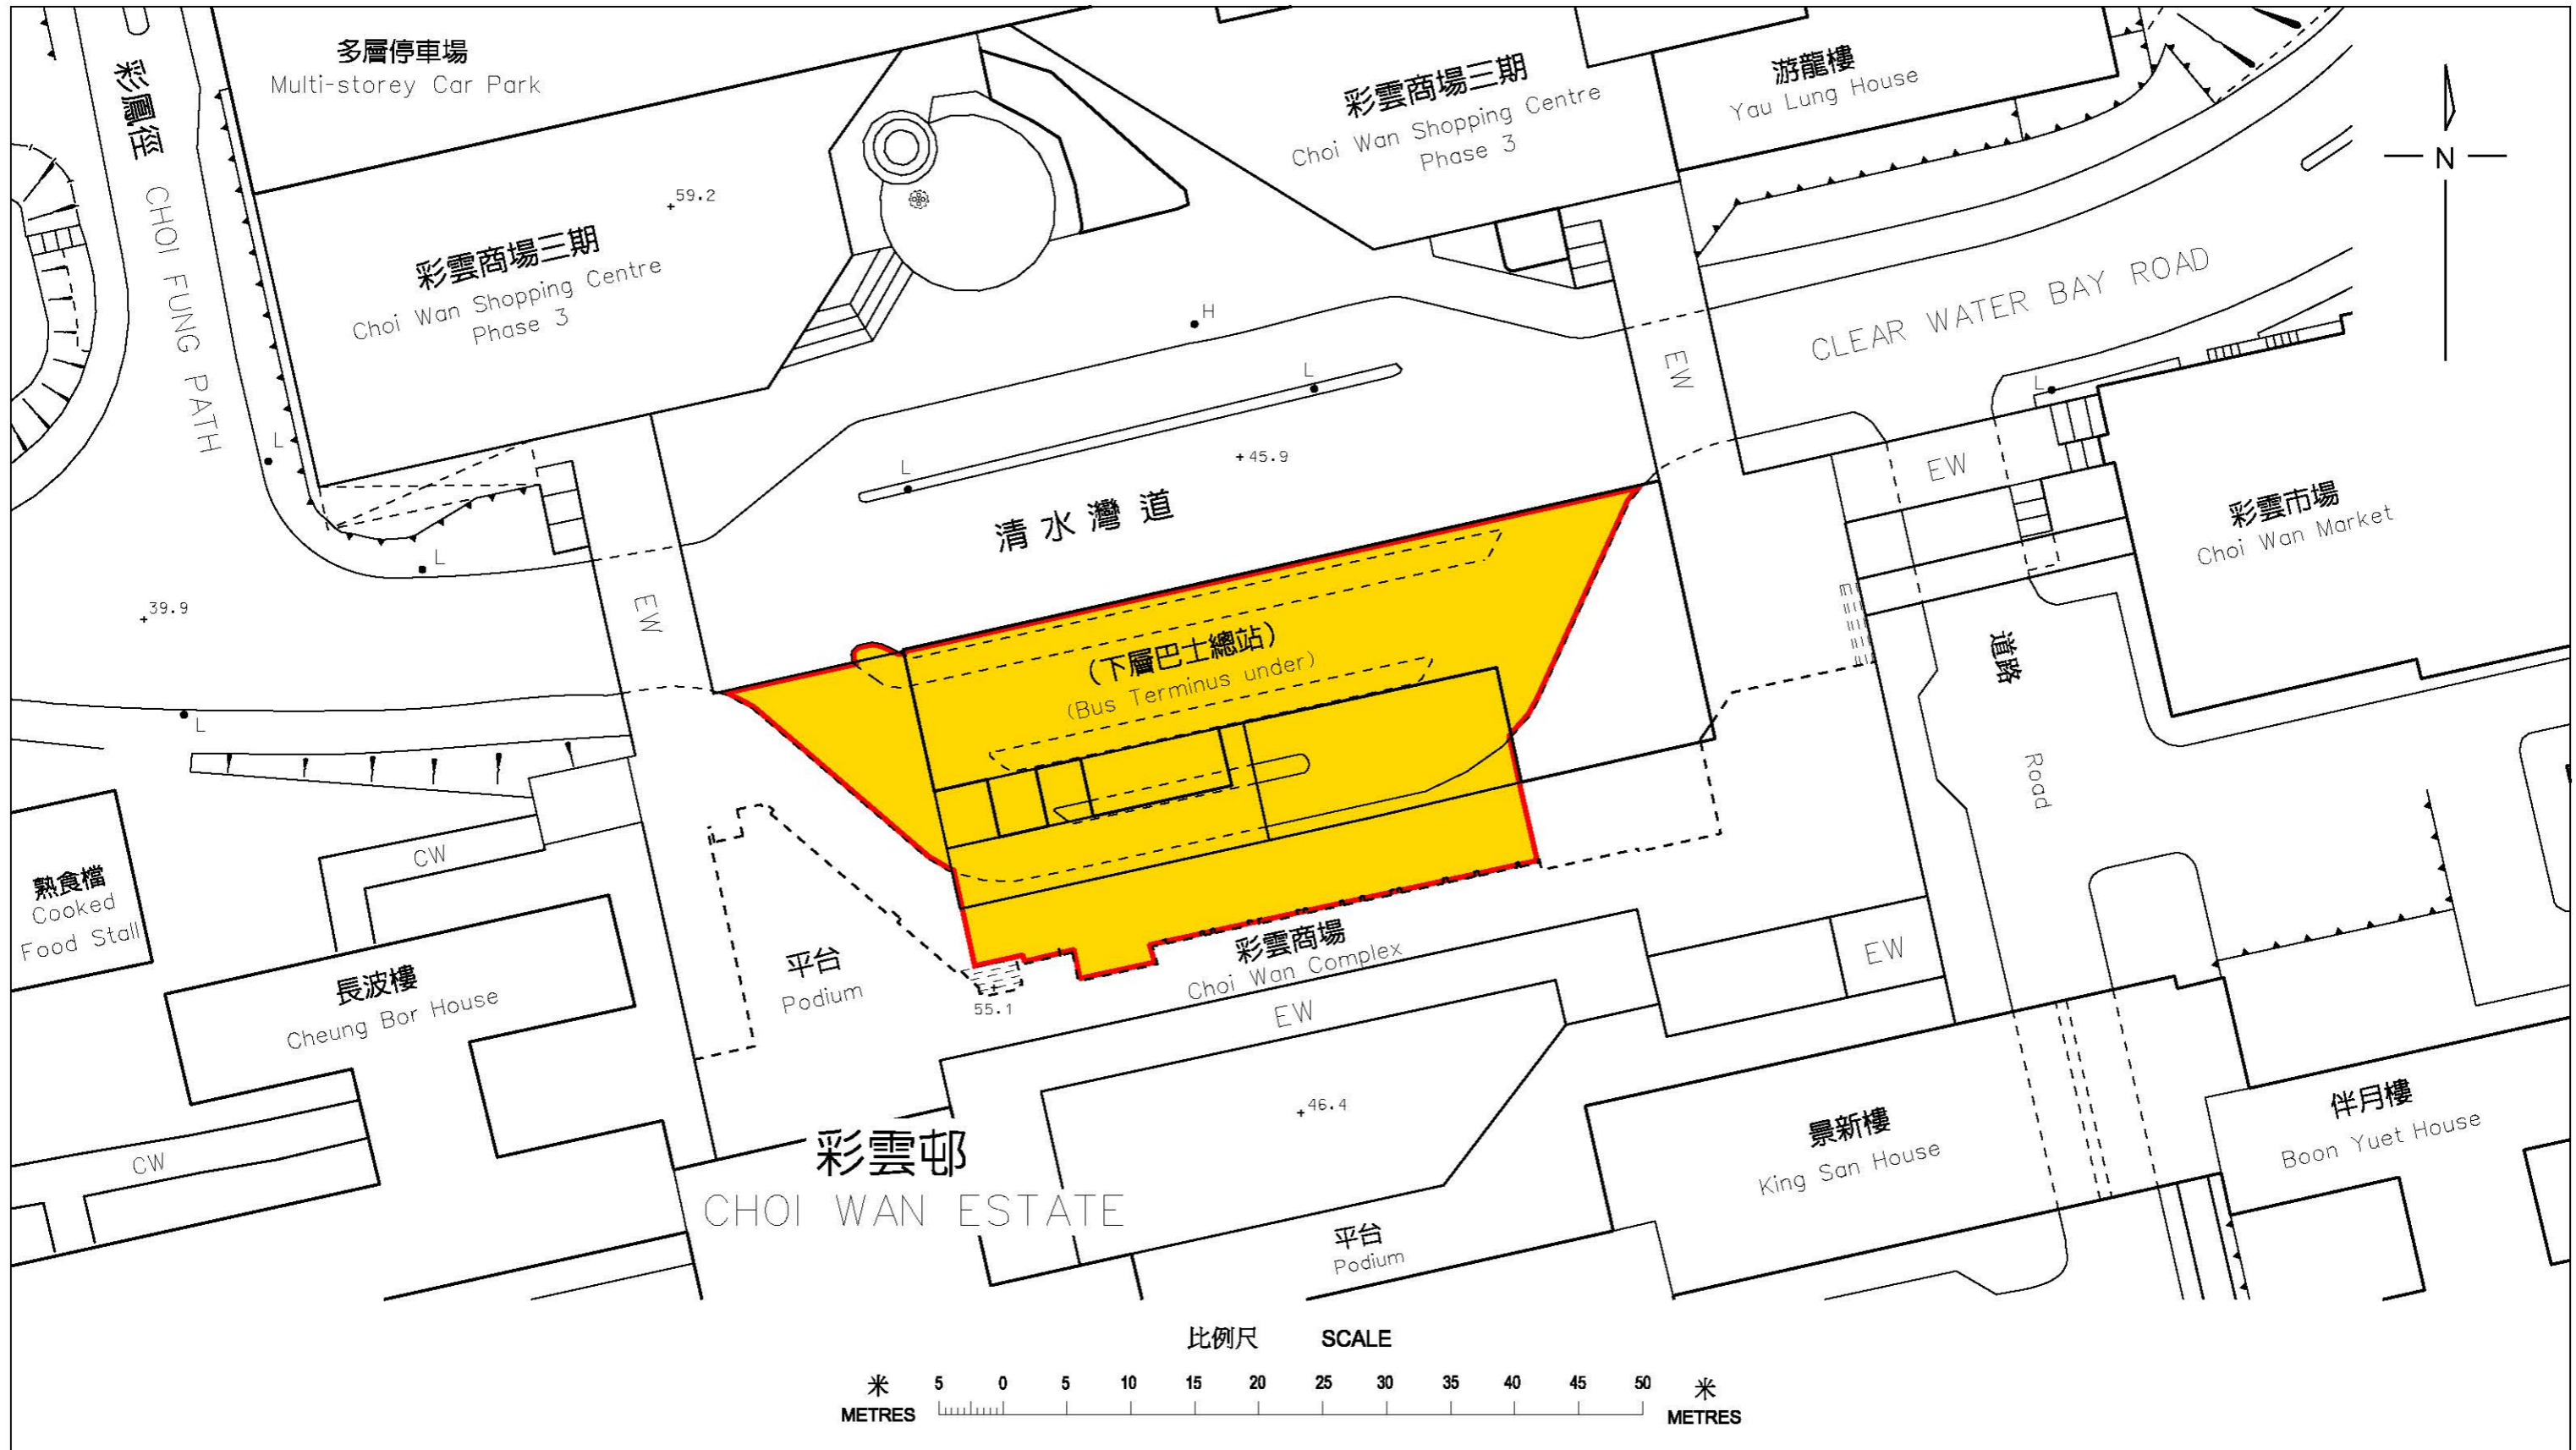 多層停車場
Multi-storey Car Park
彩鳳徑
CHOI FUNG PATH
59.2
彩雲商場三期
Choi Wan Shopping Centre
Phase 3
彩雲商場三期
Choi Wan Shopping Centre
Phase 3
游龍樓
Yau Lung House
N
H
L
L
L
L
L
L
CLEAR WATER BAY ROAD
EW
45.9
清水灣道
EW
彩雲市場
Choi Wan Market
39.9
EW
(下層巴士總站)
(Bus Terminus under)
道路
Road
L
CW
熟食檔
Cooked
Food Stall
長波樓
Cheung Bor House
平台
Podium
55.1
彩雲商場
Choi Wan Complex
EW
EW
46.4
CW
彩雲邨
CHOI WAN ESTATE
景新樓
King San House
伴月樓
Boon Yuet House
平台
Podium
比例尺 SCALE
米 5 0 5 10 15 20 25 30 35 40 45 50 米
METRES METRES